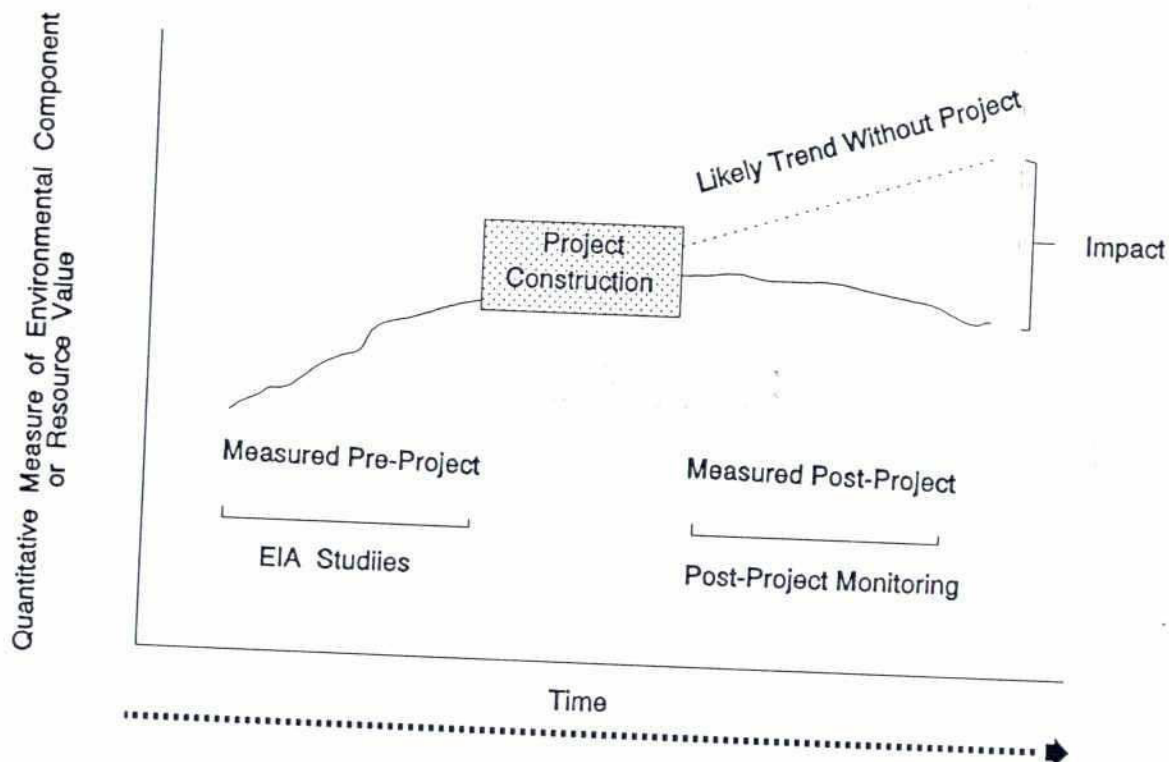 Quantitative Measure of Environmental Component
or Resource Value
Likely Trend Without Project
Project
Construction
Impact
Measured Pre-Project
EIA Studiies
Measured Post-Project
Post-Project Monitoring
Time